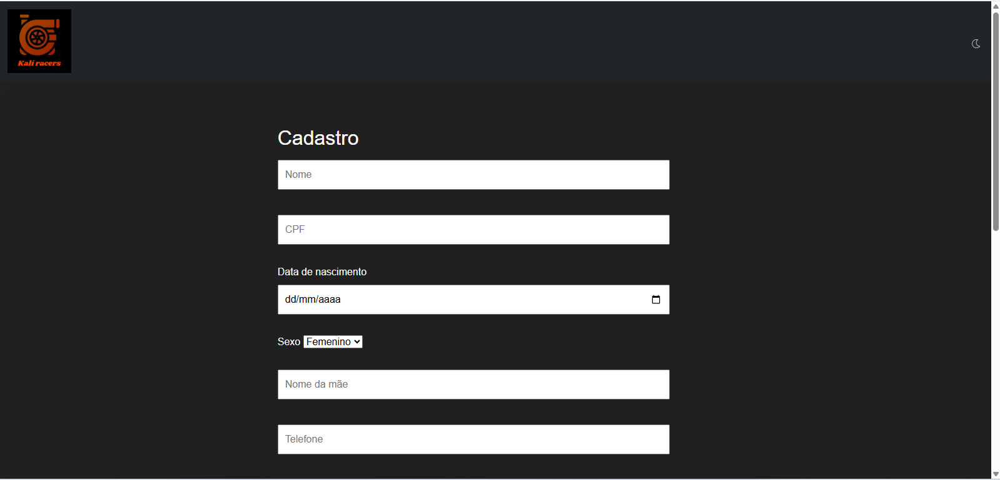 Kali racers
Cadastro
Nome
CPF
Data de nascimento
dd/mm/aaaa
Sexo Femenino
Nome da mãe
Telefone